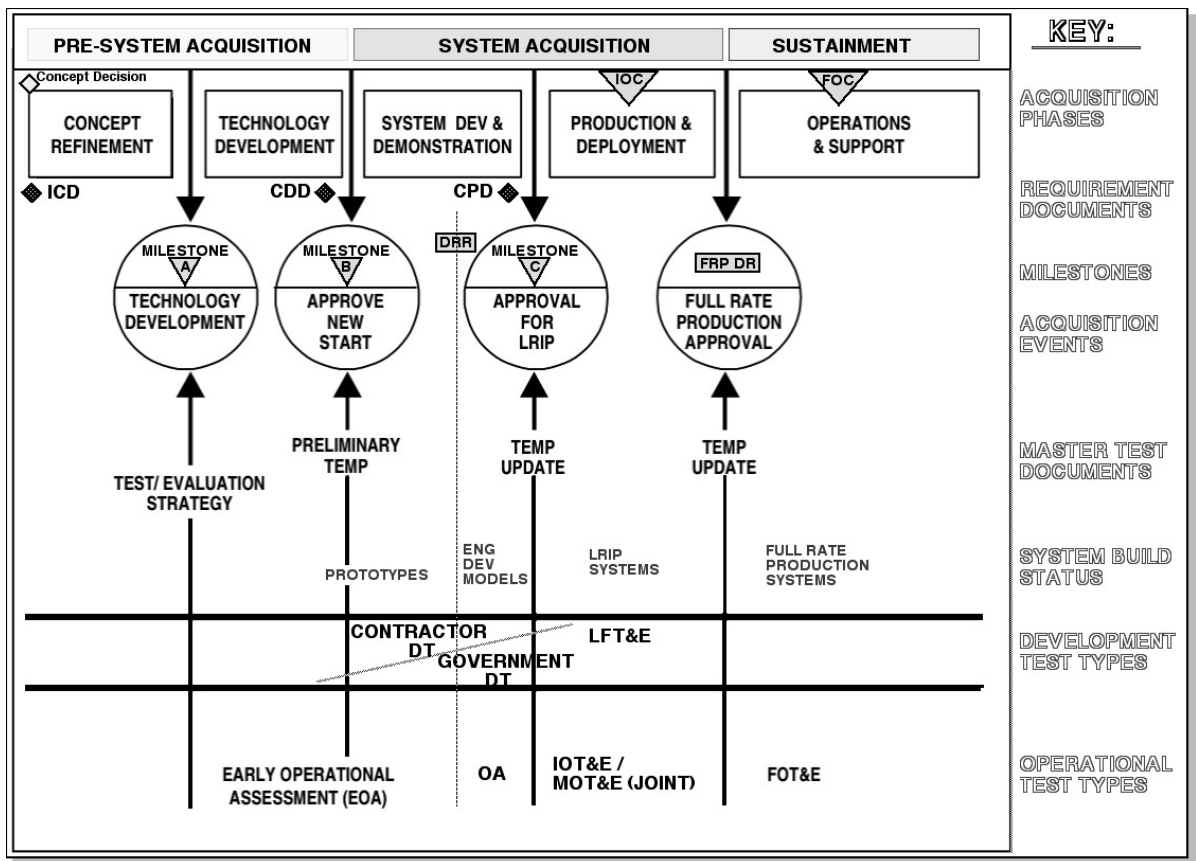 PRE-SYSTEM ACQUISITION
SYSTEM ACQUISITION
SUSTAINMENT
KEY:
Concept Decision
IOC
FOC
CONCEPT
REFINEMENT
TECHNOLOGY
DEVELOPMENT
SYSTEM DEV &
DEMONSTRATION
PRODUCTION &
DEPLOYMENT
OPERATIONS
& SUPPORT
ACQUISITION
PHASES
ICD
CDD
CPD
REQUIREMENT
DOCUMENTS
MILESTONE
A
TECHNOLOGY
DEVELOPMENT
MILESTONE
B
APPROVE
NEW
START
DRR
MILESTONE
C
APPROVAL
FOR
LRIP
FRP DR
FULL RATE
PRODUCTION
APPROVAL
MILESTONES
ACQUISITION
EVENTS
TEST/ EVALUATION
STRATEGY
PRELIMINARY
TEMP
TEMP
UPDATE
TEMP
UPDATE
MASTER TEST
DOCUMENTS
PROTOTYPES
ENG
DEV
MODELS
LRIP
SYSTEMS
FULL RATE
PRODUCTION
SYSTEMS
SYSTEM BUILD
STATUS
CONTRACTOR
DT
GOVERNMENT
DT
LFT&E
DEVELOPMENT
TEST TYPES
EARLY OPERATIONAL
ASSESSMENT (EOA)
OA
IOT&E /
MOT&E (JOINT)
FOT&E
OPERATIONAL
TEST TYPES